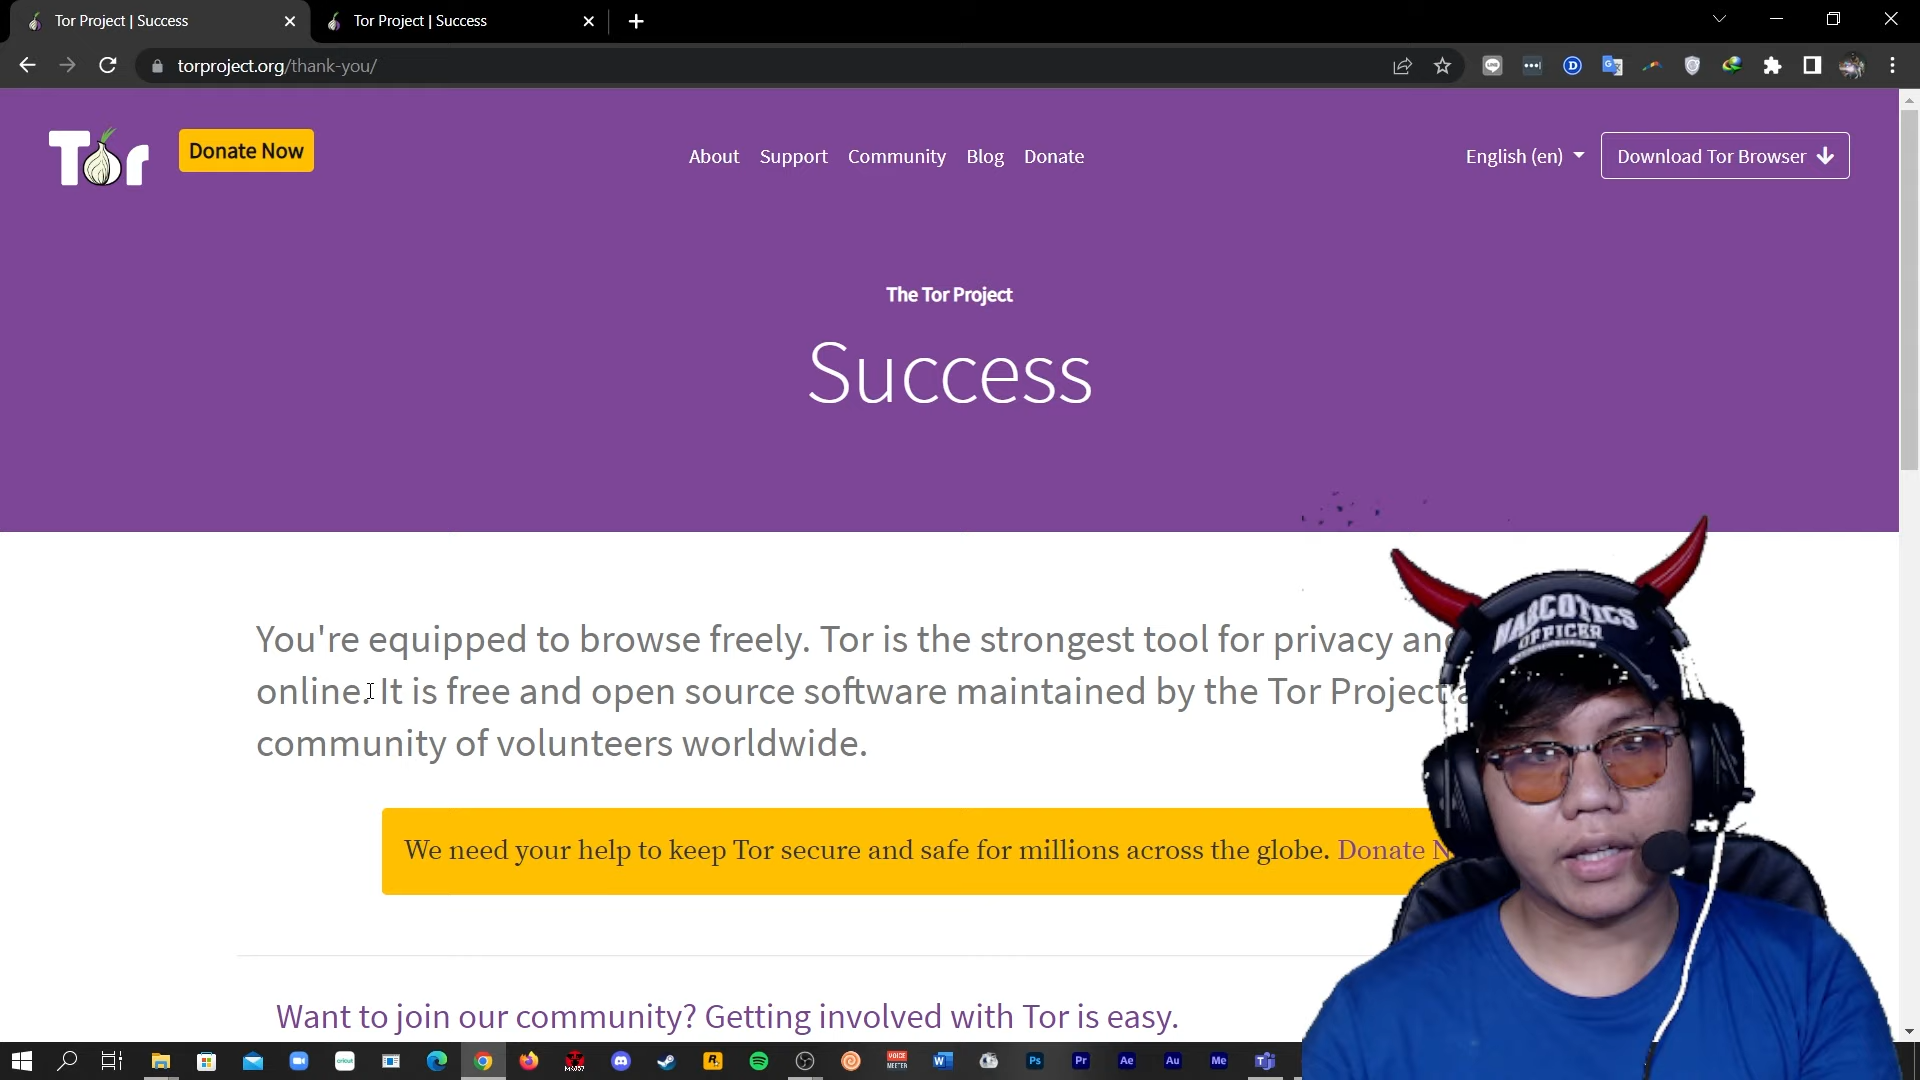 Tor Project | Success
Tor Project | Success
torproject.org/thank-you/
Tor
Donate Now
About Support Community Blog Donate
English (en)
Download Tor Browser
The Tor Project
Success
You're equipped to browse freely. Tor is the strongest tool for privacy and
online. It is free and open source software maintained by the Tor Project
community of volunteers worldwide.
We need your help to keep Tor secure and safe for millions across the globe. Donate
Want to join our community? Getting involved with Tor is easy.
NARCOTICS
OFFICER